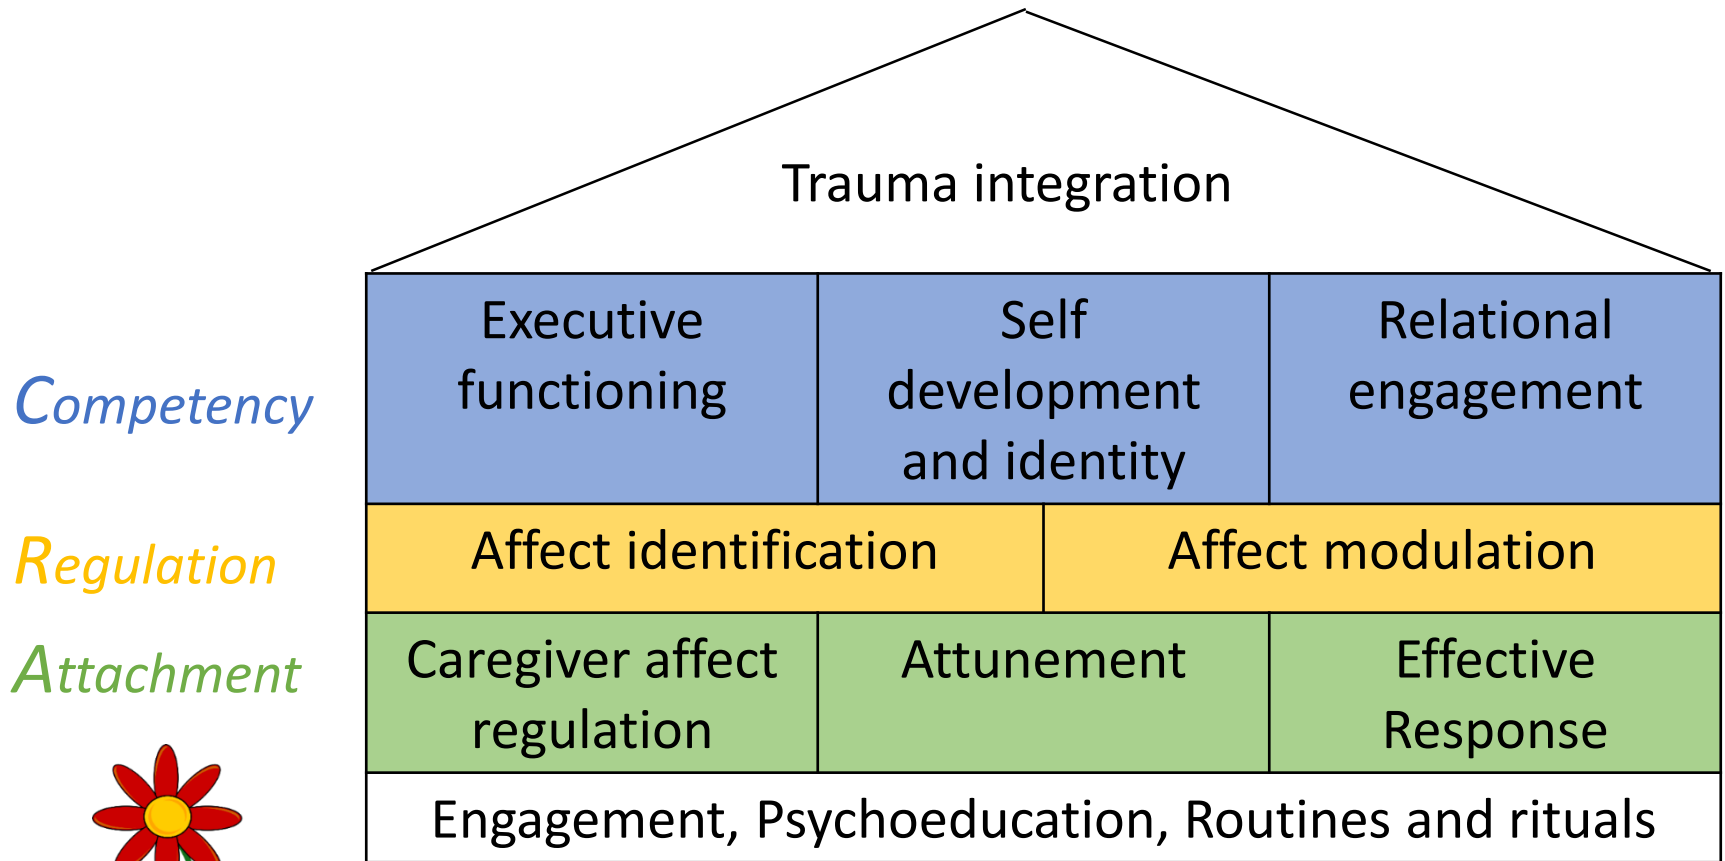 Trauma integration
Competency
Executive
functioning
Self
development
and identity
Relational
engagement
Regulation
Affect identification
Affect modulation
Attachment
Caregiver affect
regulation
Attunement
Effective
Response
Engagement, Psychoeducation, Routines and rituals